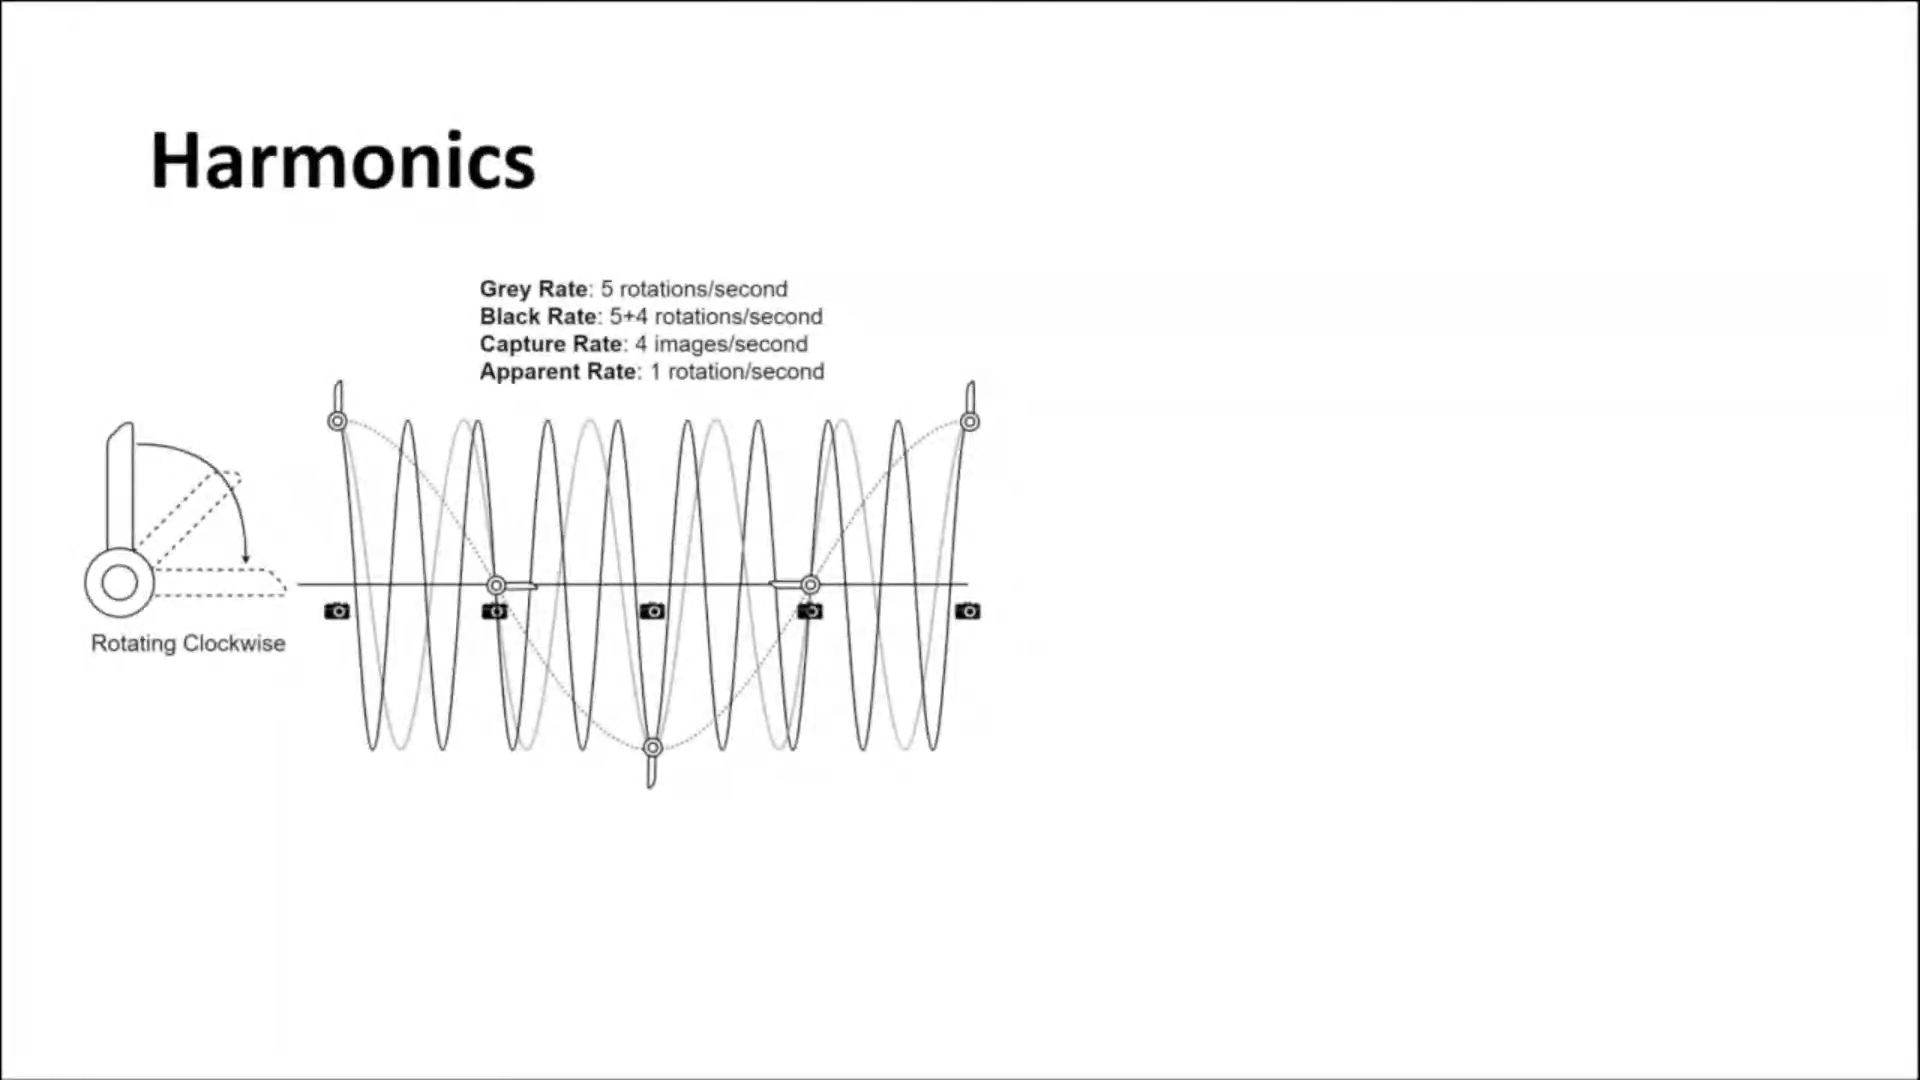 Harmonics
Grey Rate: 5 rotations/second
Black Rate: 5+4 rotations/second
Capture Rate: 4 images/second
Apparent Rate: 1 rotation/second
Rotating Clockwise